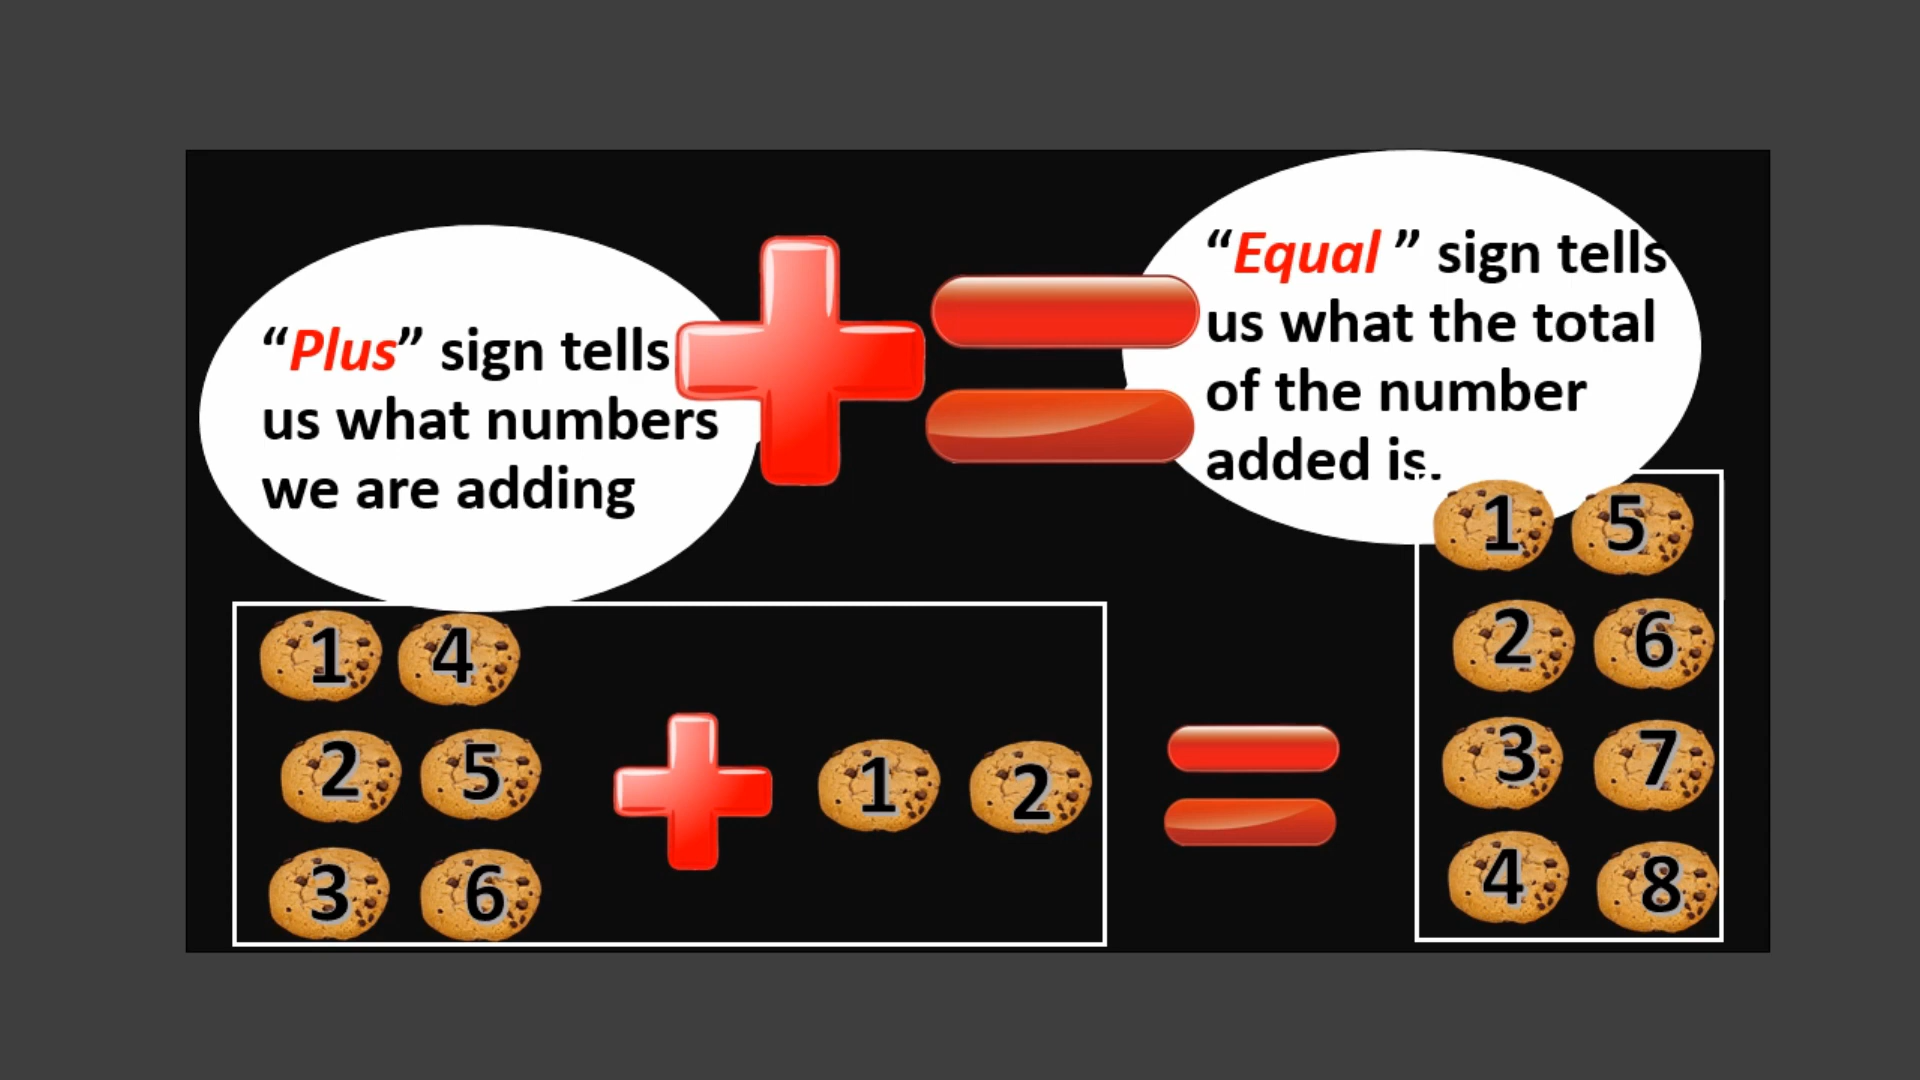 “Plus” sign tells
us what numbers
we are adding
“Equal ” sign tells
us what the total
of the number
added is.
1 4
2 5
3 6
1 2
1 5
2 6
3 7
4 8